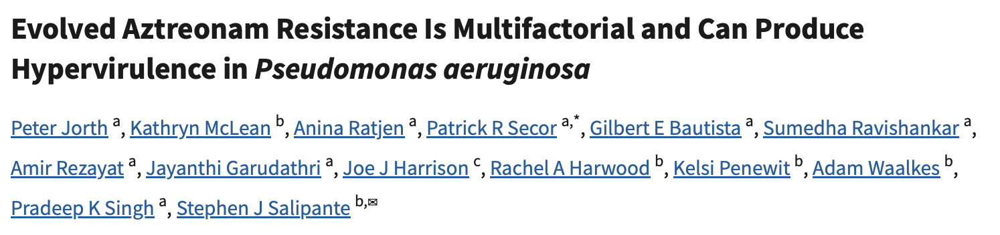 Evolved Aztreonam Resistance Is Multifactorial and Can Produce
Hypervirulence in Pseudomonas aeruginosa
Peter Jorth a, Kathryn McLean b, Anina Ratjen a, Patrick R Secor a,*, Gilbert E Bautista a, Sumedha Ravishankar a,
Amir Rezayat a, Jayanthi Garudathri a, Joe J Harrison c, Rachel A Harwood b, Kelsi Penewit b, Adam Waalkes b,
Pradeep K Singh a, Stephen J Salipante b,✉